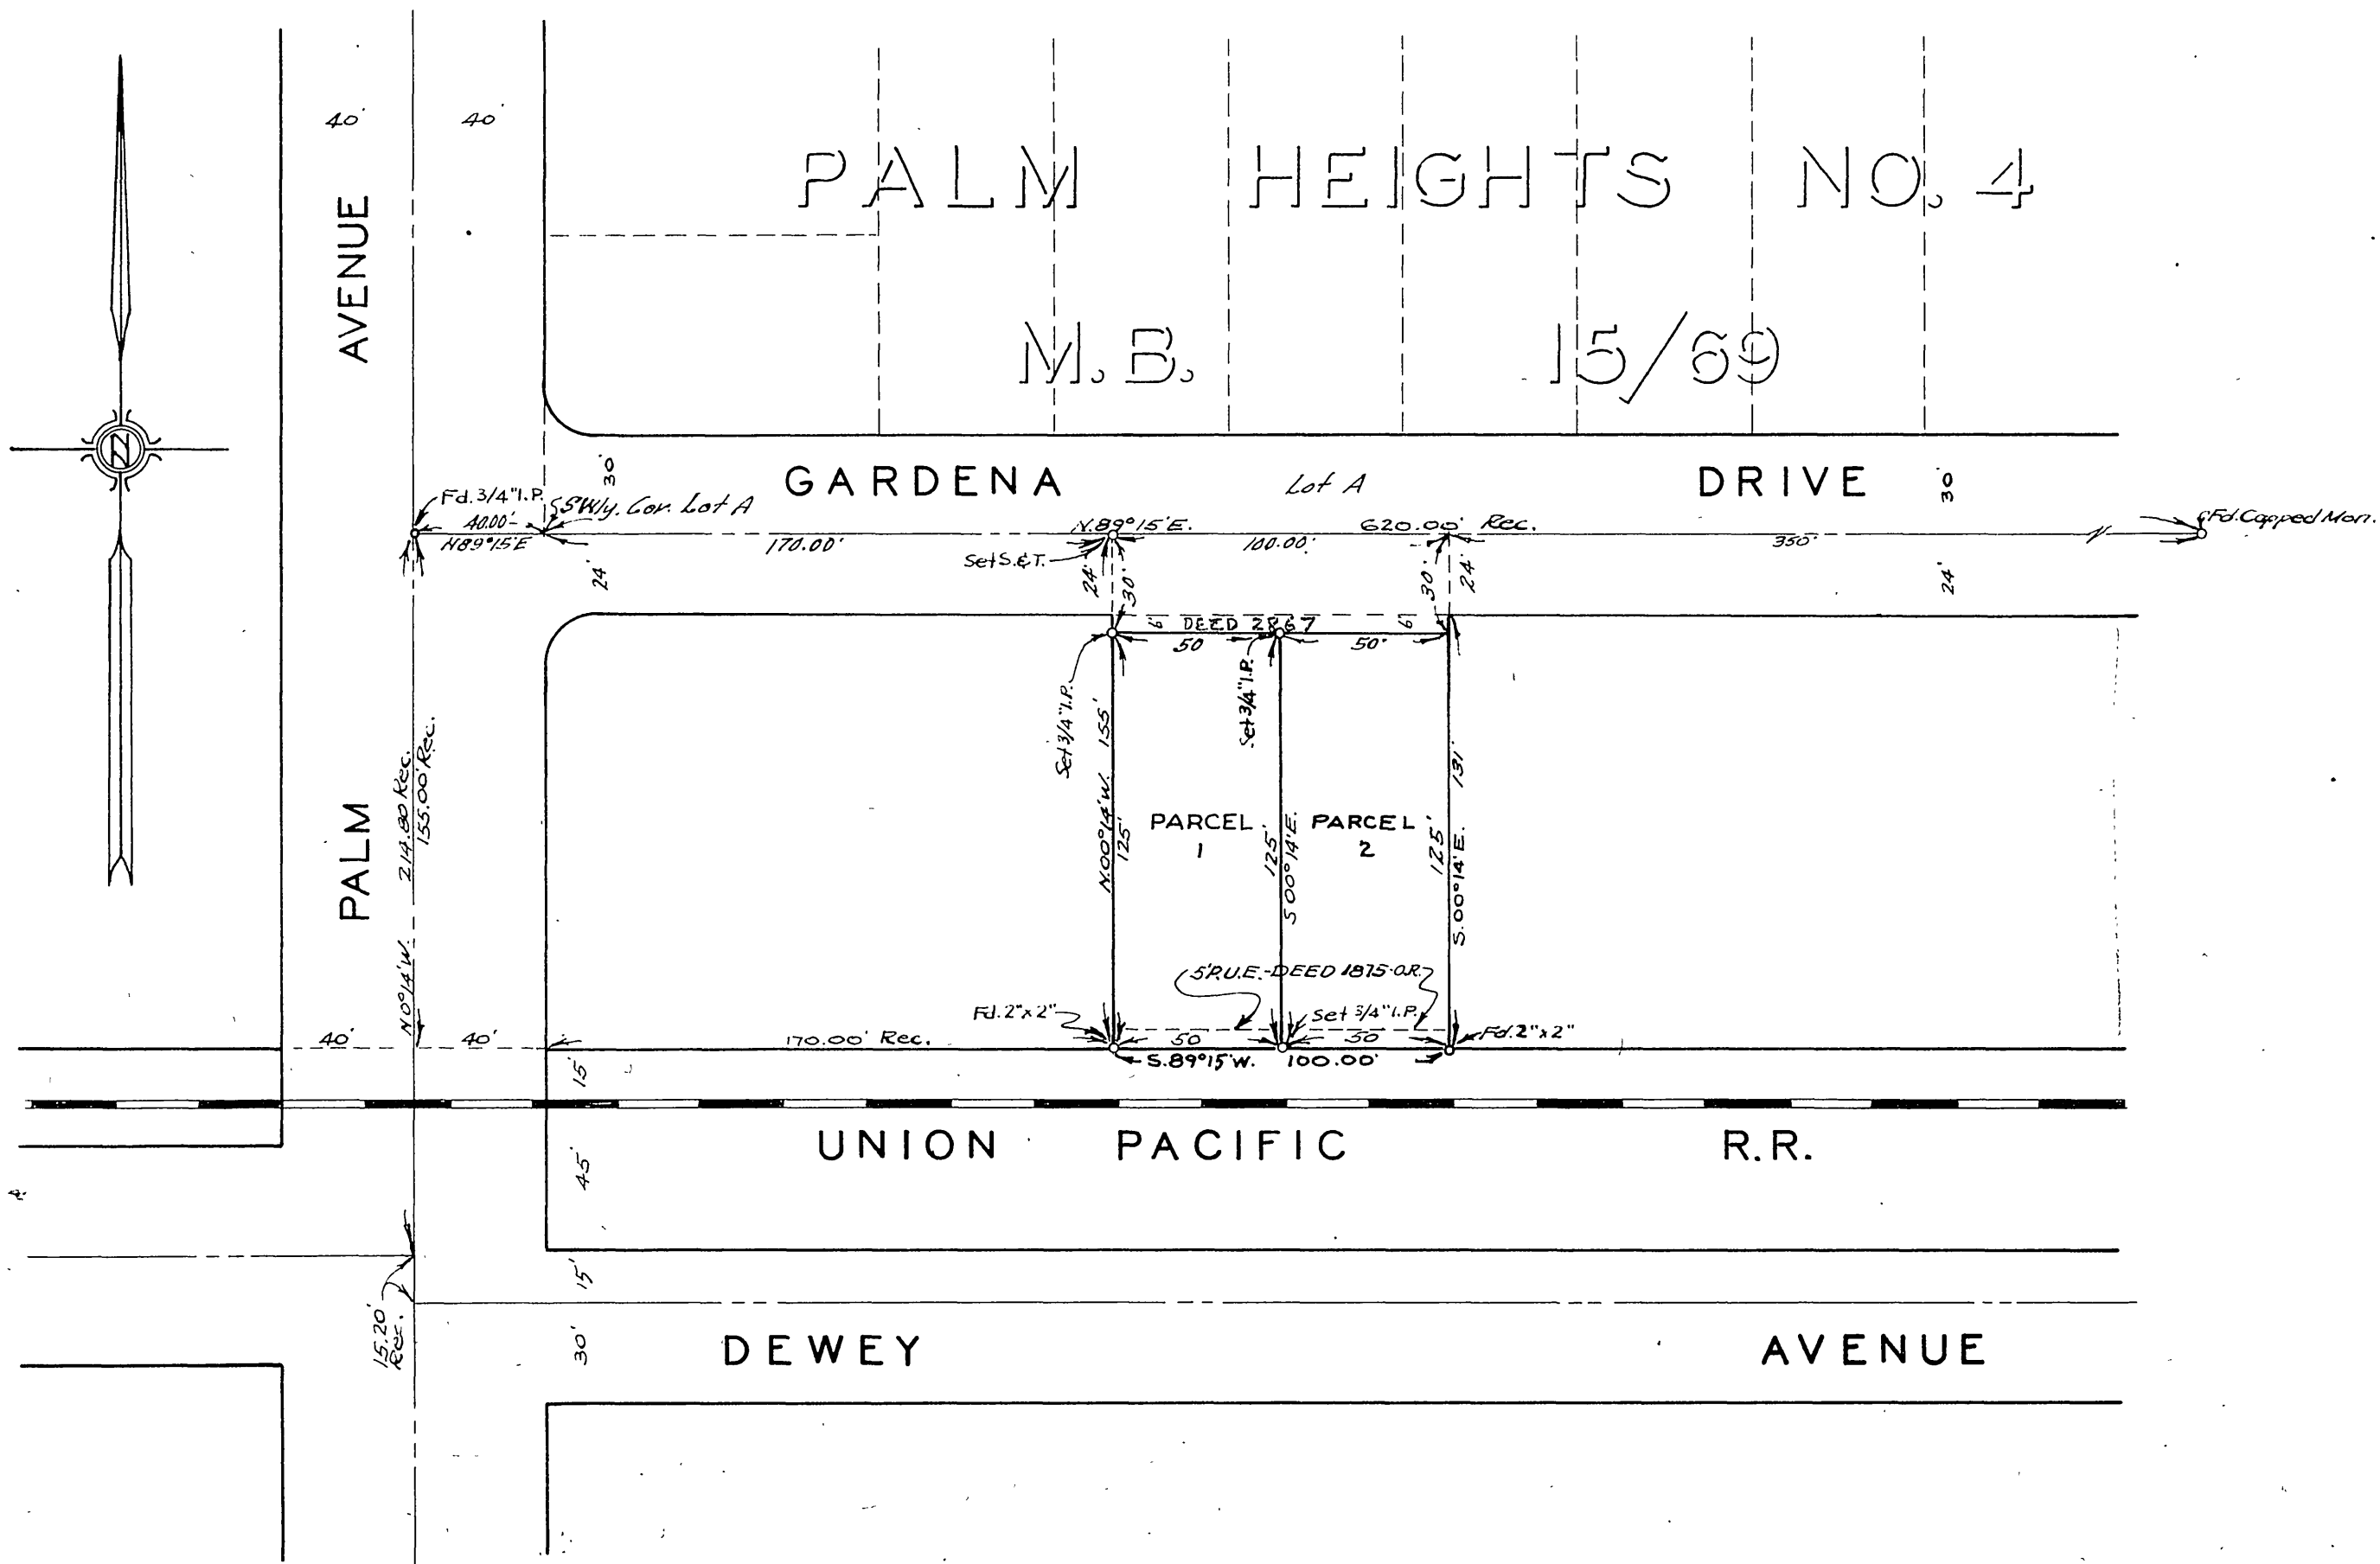 40'
40'
PALM HEIGHTS NO. 4
M.B. 15/69
AVENUE
PALM
N
GARDENA DRIVE
Lot A
30'
30'
Fd. 3/4" I.P.
SWly. Cor. Lot A
40.00'
N89°15'E
170.00'
N.89°15'E.
620.00' Rec.
100.00'
350'
Fd. Capped Mon.
Set S.&T.
24'
24'
30'
30'
24'
24'
6'
DEED 2867
6'
50
50'
Set 3/4" I.P.
Set 3/4" I.P.
N.00°14'W. 155'
125'
PARCEL
1
125'
S00°14'E.
PARCEL
2
125'
S.00°14'E. 131'
N0°14'W. 214.80 Rec.
155.00' Rec.
5'P.U.E.-DEED 1875-O.R.
Fd. 2"x2"
Set 3/4" I.P.
Fd. 2"x2"
40'
40'
170.00' Rec.
50
50
S.89°15'W. 100.00'
15'
UNION PACIFIC R.R.
45'
15'
15.20'
Rec.
30'
DEWEY AVENUE